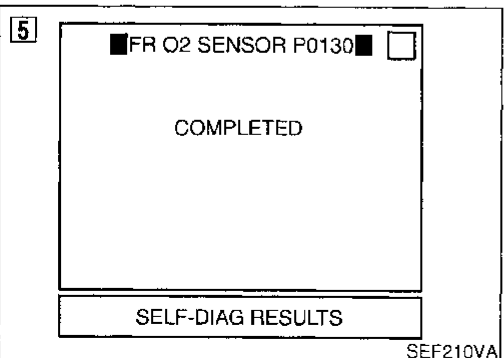 5
■FR O2 SENSOR P0130■
COMPLETED
SELF-DIAG RESULTS
SEF210VA